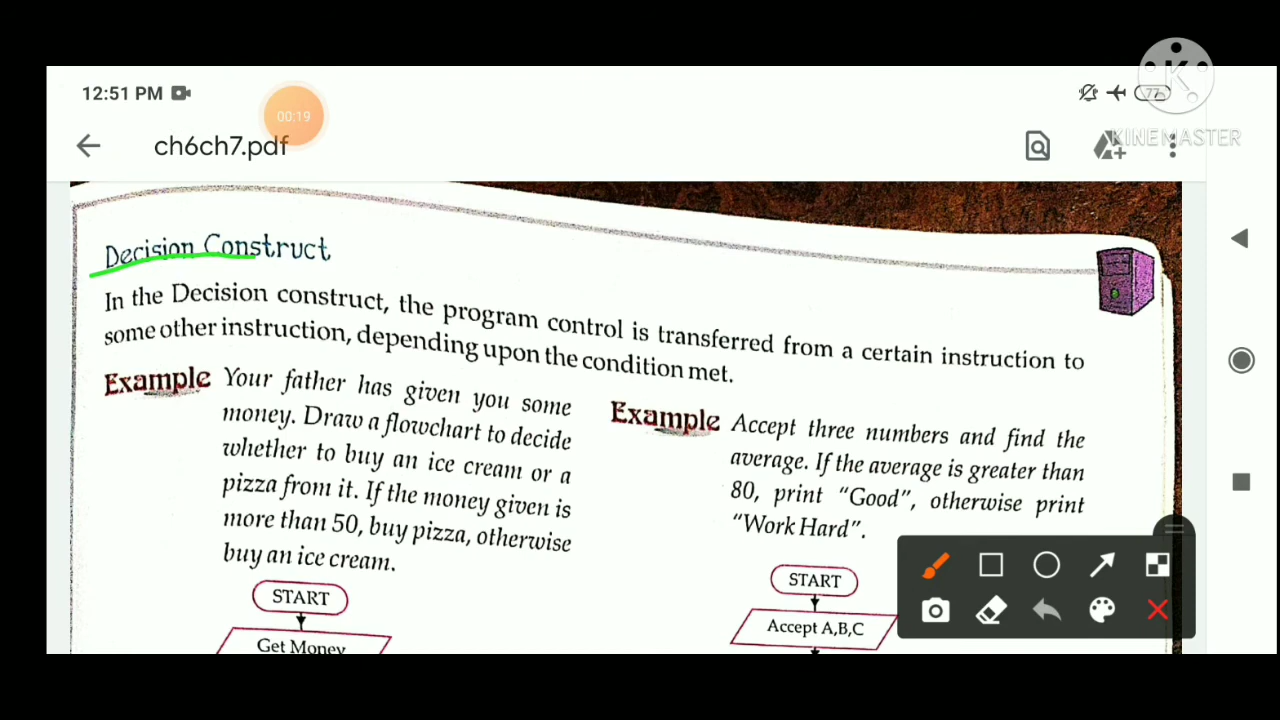 12:51 PM
77
00:19
KINEMASTER
ch6ch7.pdf
Decision Construct
In the Decision construct, the program control is transferred from a certain instruction to
some other instruction, depending upon the condition met.
Example Your father has given you some
money. Draw a flowchart to decide
whether to buy an ice cream or a
pizza from it. If the money given is
more than 50, buy pizza, otherwise
buy an ice cream.
START
Get Money
Example Accept three numbers and find the
average. If the average is greater than
80, print “Good”, otherwise print
“Work Hard”.
START
Accept A,B,C